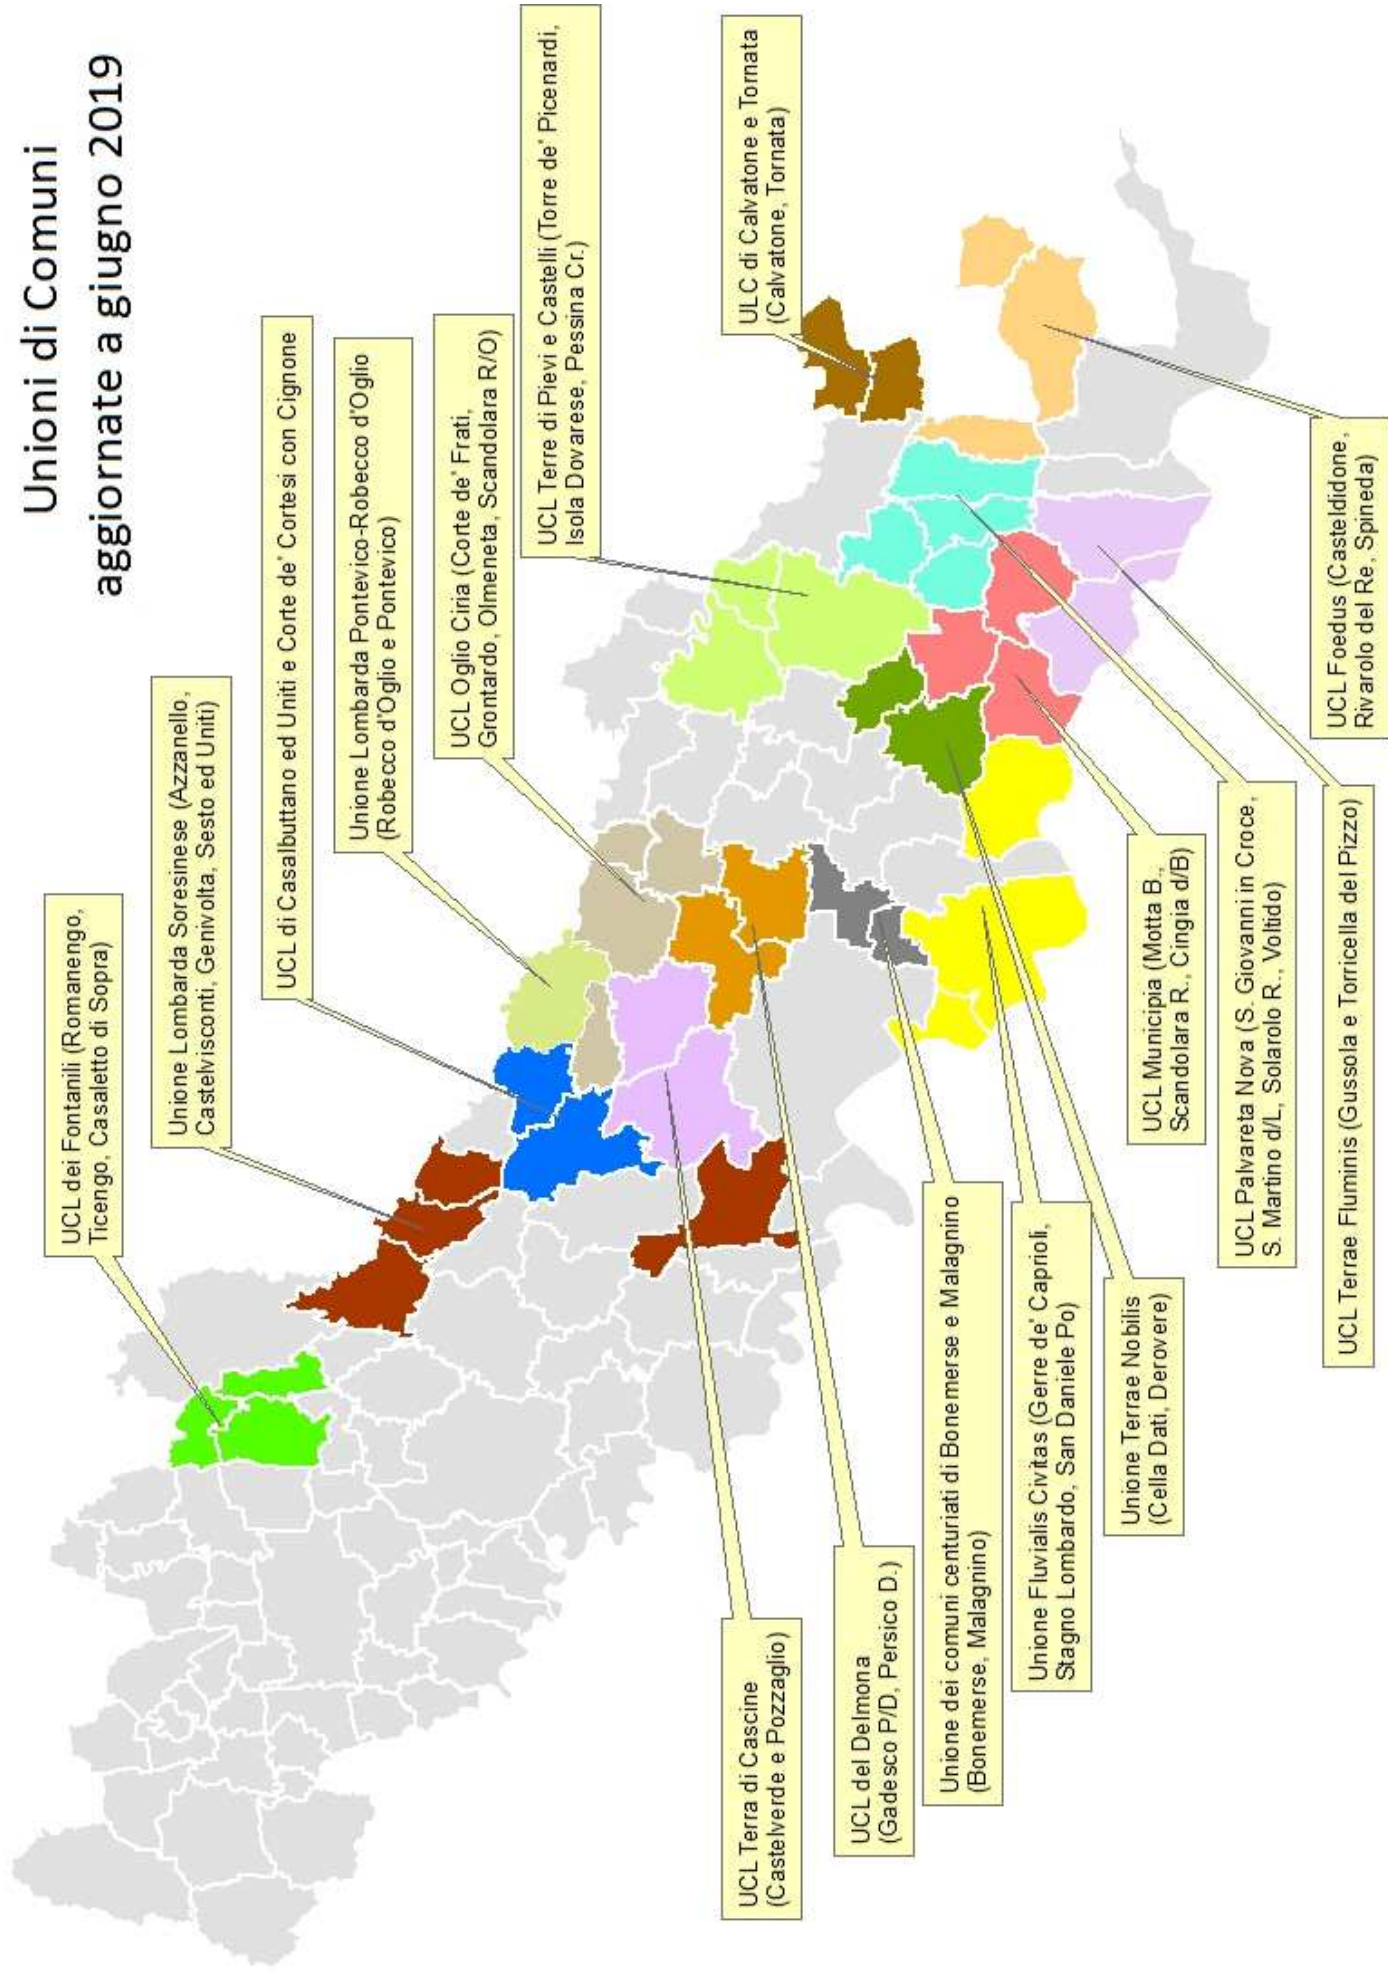 Unioni di Comuni
aggiornate a giugno 2019
UCL dei Fontanili (Romanengo,
Ticengo, Casaletto di Sopra)
Unione Lombarda Soresinese (Azzanello,
Castelvisconti, Genivolta, Sesto ed Uniti)
UCL di Casalbuttano ed Uniti e Corte de' Cortesi con Cignone
Unione Lombarda Pontevico-Robecco d'Oglio
(Robecco d'Oglio e Pontevico)
UCL Oglio Ciria (Corte de' Frati,
Grontardo, Olmeneta, Scandolara R/O)
UCL Terre di Pievi e Castelli (Torre de' Picenardi,
Isola Dovarese, Pessina Cr.)
ULC di Calvatone e Tornata
(Calvatone, Tornata)
UCL Terra di Cascine
(Castelverde e Pozzaglio)
UCL del Delmona
(Gadesco P/D, Persico D.)
Unione dei comuni centuriati di Bonemerse e Malagnino
(Bonemerse, Malagnino)
Unione Fluvialis Civitas (Gerre de' Caprioli,
Stagno Lombardo, San Daniele Po)
Unione Terrae Nobilis
(Cella Dati, Derovere)
UCL Municipia (Motta B.,
Scandolara R., Cingia d/B)
UCL Palvareta Nova (S. Giovanni in Croce,
S. Martino d/L, Solarolo R., Voltido)
UCL Terrae Fluminis (Gussola e Torricella del Pizzo)
UCL Foedus (Casteldidone,
Rivarolo del Re, Spineda)